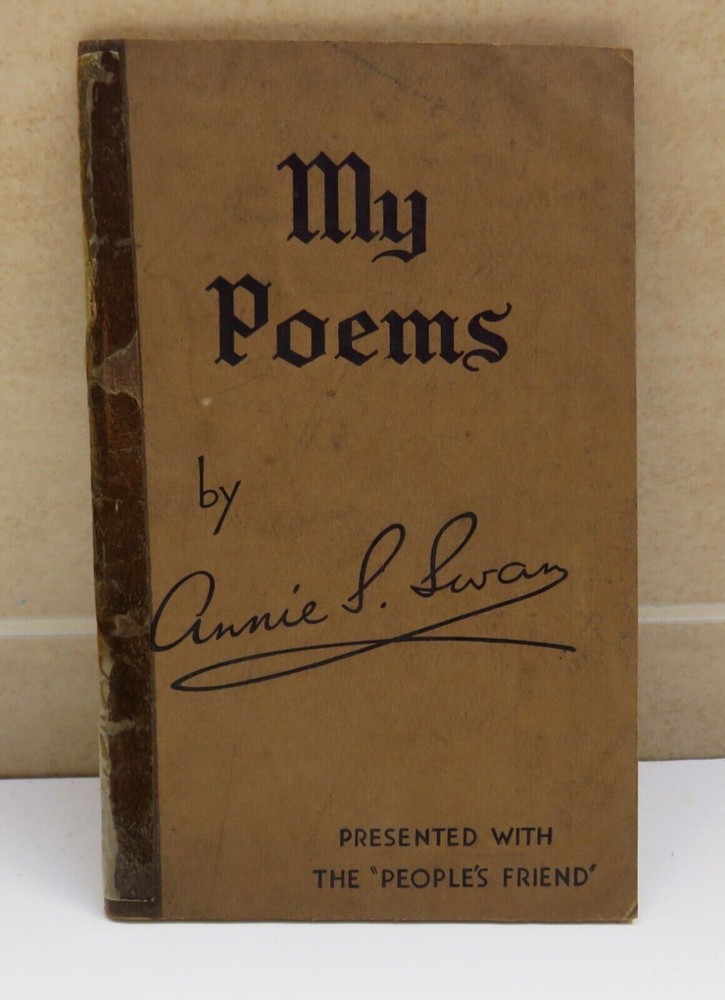 My
Poems
by
Annie S. Swan
PRESENTED WITH
THE "PEOPLE'S FRIEND"